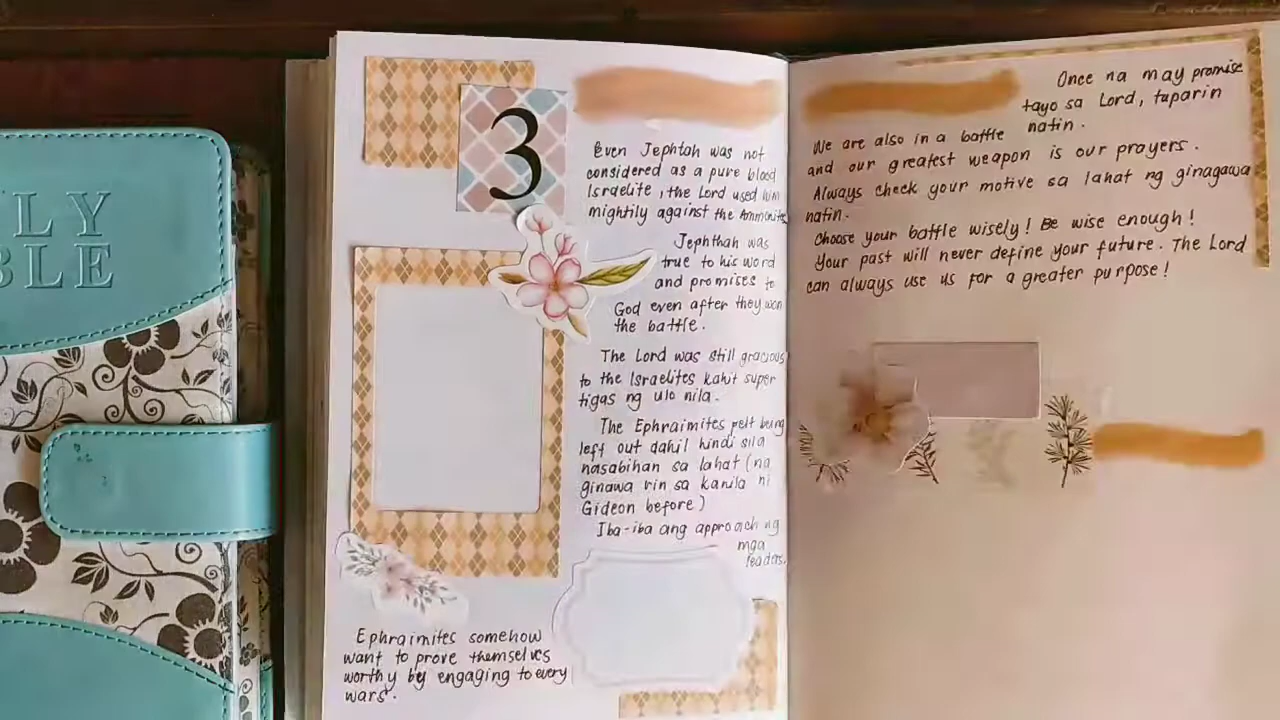 LY
BLE
3
Even Jephtah was not
considered as a pure blood
Israelite, the Lord used him
mightily against the Ammonites
Jephthah was
true to his word
and promises to
God even after they won
the battle.
The Lord was still gracious
to the Israelites kahit super
tigas ng ulo nila.
The Ephraimites felt being
left out dahil hindi sila
nasabihan sa lahat (na
ginawa rin sa kanila ni
Gideon before)
Iba-iba ang approach ng
mga
leaders.
Ephraimites somehow
want to prove themselves
worthy by engaging to every
wars.
Once na may promise
tayo sa Lord, tuparin
natin.
We are also in a battle
and our greatest weapon is our prayers.
Always check your motive sa lahat ng ginagawa
natin.
Choose your battle wisely! Be wise enough!
Your past will never define your future. The Lord
can always use us for a greater purpose!